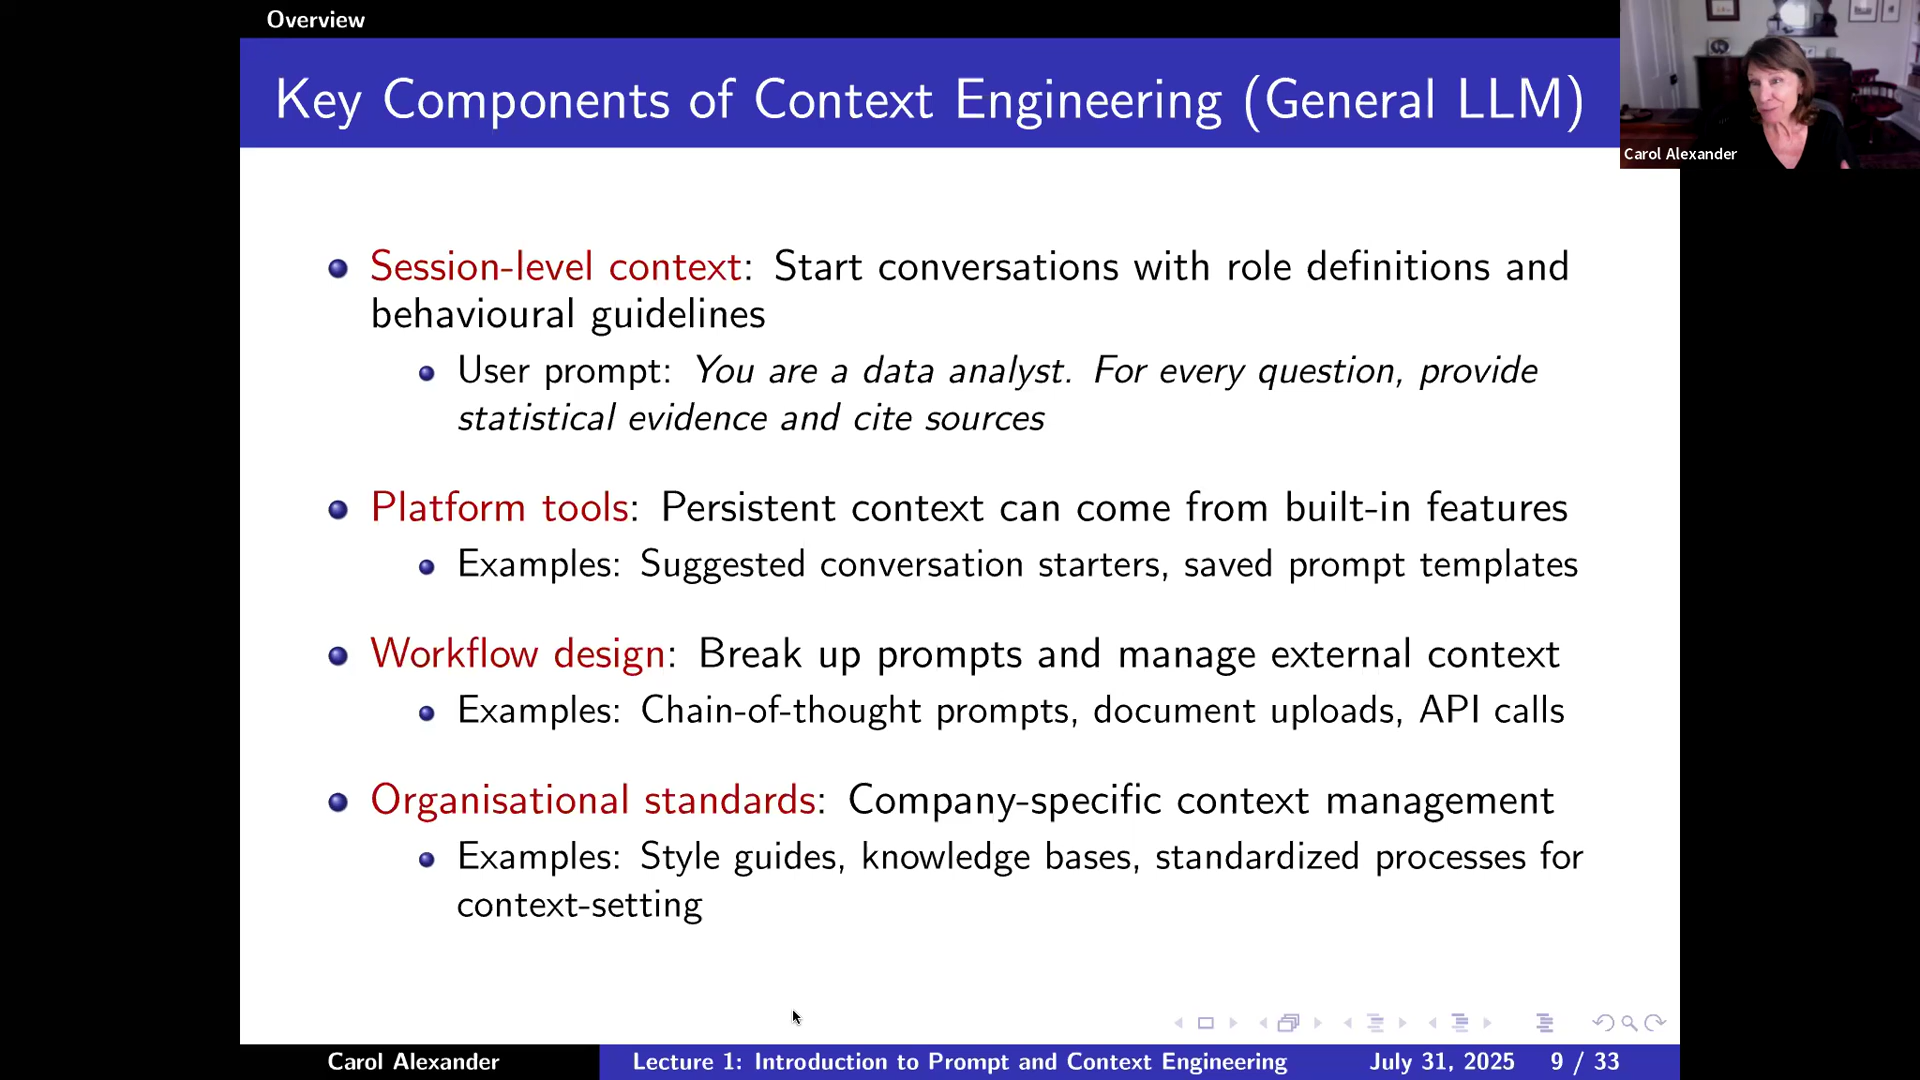 Overview
Key Components of Context Engineering (General LLM)
Carol Alexander
Session-level context: Start conversations with role definitions and
behavioural guidelines
User prompt: You are a data analyst. For every question, provide
statistical evidence and cite sources
Platform tools: Persistent context can come from built-in features
Examples: Suggested conversation starters, saved prompt templates
Workflow design: Break up prompts and manage external context
Examples: Chain-of-thought prompts, document uploads, API calls
Organisational standards: Company-specific context management
Examples: Style guides, knowledge bases, standardized processes for
context-setting
Carol Alexander Lecture 1: Introduction to Prompt and Context Engineering July 31, 2025 9 / 33